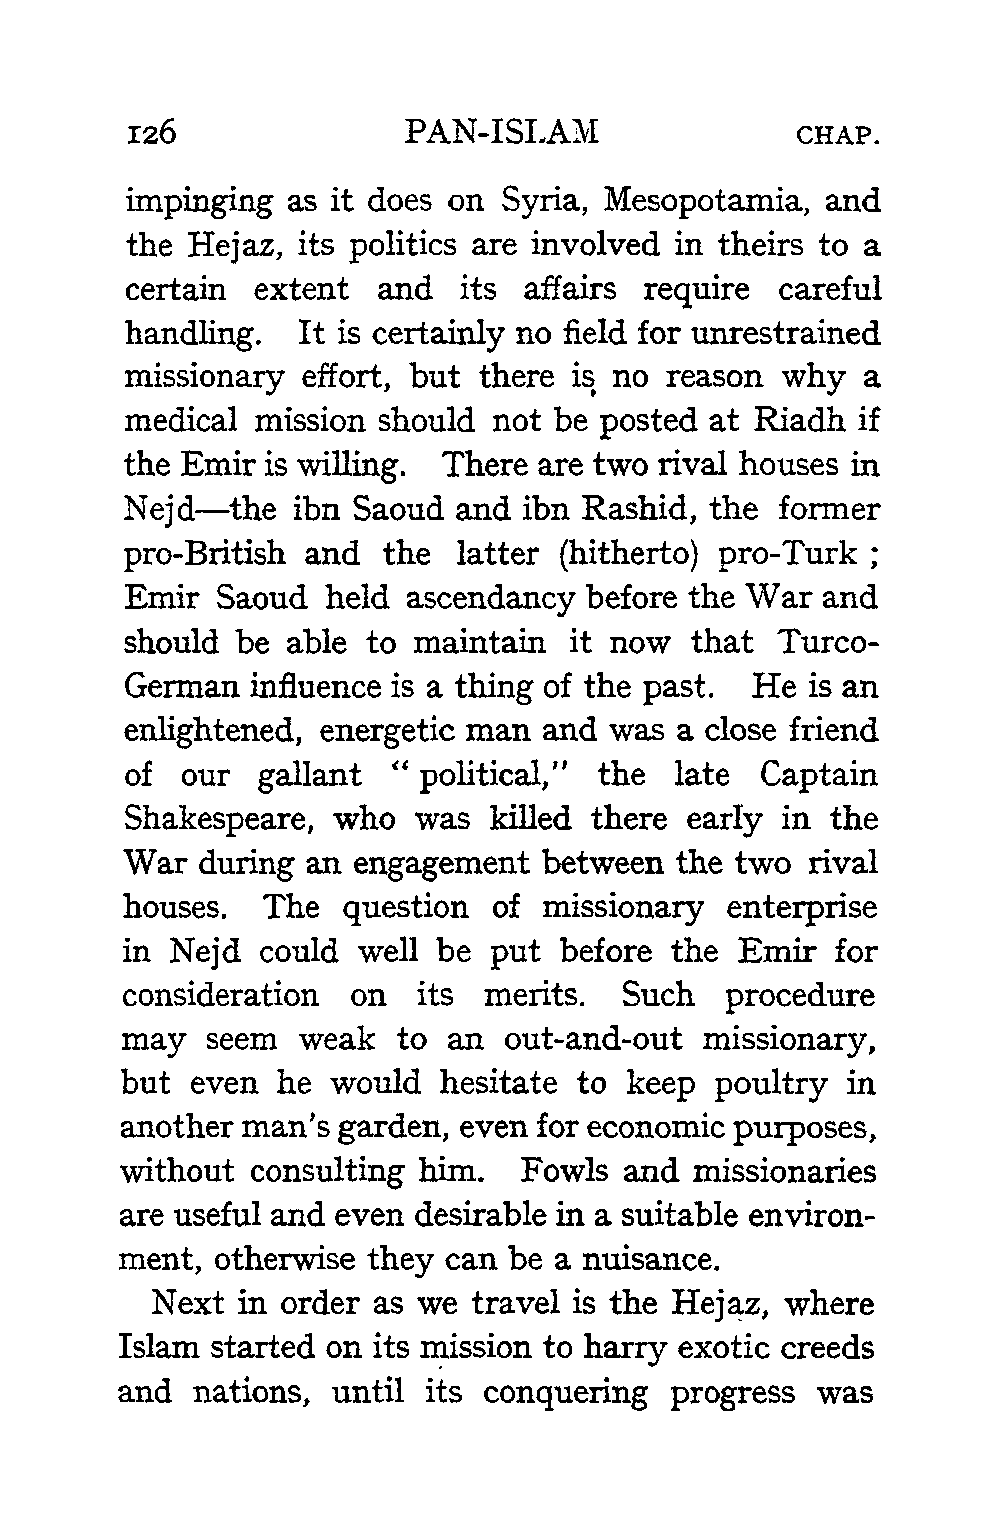 126 PAN-ISLAM CHAP.
impinging as it does on Syria, Mesopotamia, and
the Hejaz, its politics are involved in theirs to a
certain extent and its affairs require careful
handling. It is certainly no field for unrestrained
missionary effort, but there is no reason why a
medical mission should not be posted at Riadh if
the Emir is willing. There are two rival houses in
Nejd—the ibn Saoud and ibn Rashid, the former
pro-British and the latter (hitherto) pro-Turk ;
Emir Saoud held ascendancy before the War and
should be able to maintain it now that Turco-
German influence is a thing of the past. He is an
enlightened, energetic man and was a close friend
of our gallant “ political,” the late Captain
Shakespeare, who was killed there early in the
War during an engagement between the two rival
houses. The question of missionary enterprise
in Nejd could well be put before the Emir for
consideration on its merits. Such procedure
may seem weak to an out-and-out missionary,
but even he would hesitate to keep poultry in
another man's garden, even for economic purposes,
without consulting him. Fowls and missionaries
are useful and even desirable in a suitable environ-
ment, otherwise they can be a nuisance.
Next in order as we travel is the Hejaz, where
Islam started on its mission to harry exotic creeds
and nations, until its conquering progress was